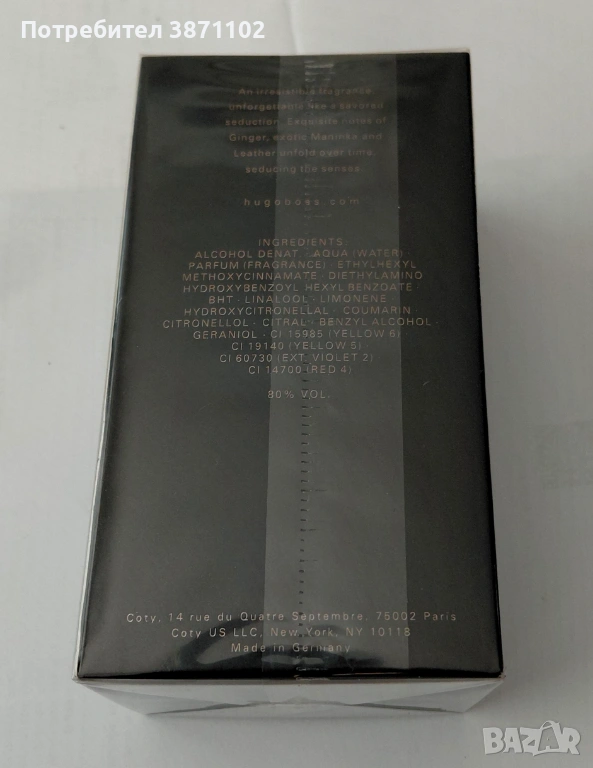 Потребител 3871102
An irresistible fragrance,
unforgettable like a savored
seduction. Exquisite notes of
Ginger, exotic Maninka and
Leather unfold over time,
seducing the senses.
hugoboss.com
INGREDIENTS:
ALCOHOL DENAT. · AQUA (WATER) ·
PARFUM (FRAGRANCE) · ETHYLHEXYL
METHOXYCINNAMATE · DIETHYLAMINO
HYDROXYBENZOYL HEXYL BENZOATE ·
BHT · LINALOOL · LIMONENE
HYDROXYCITRONELLAL · COUMARIN
CITRONELLOL · CITRAL · BENZYL ALCOHOL ·
GERANIOL · CI 15985 (YELLOW 6)
CI 19140 (YELLOW 5)
CI 60730 (EXT. VIOLET 2)
CI 14700 (RED 4)
80% VOL.
Coty, 14 rue du Quatre Septembre, 75002 Paris
Coty US LLC, New York, NY 10118
Made in Germany
BAZAR